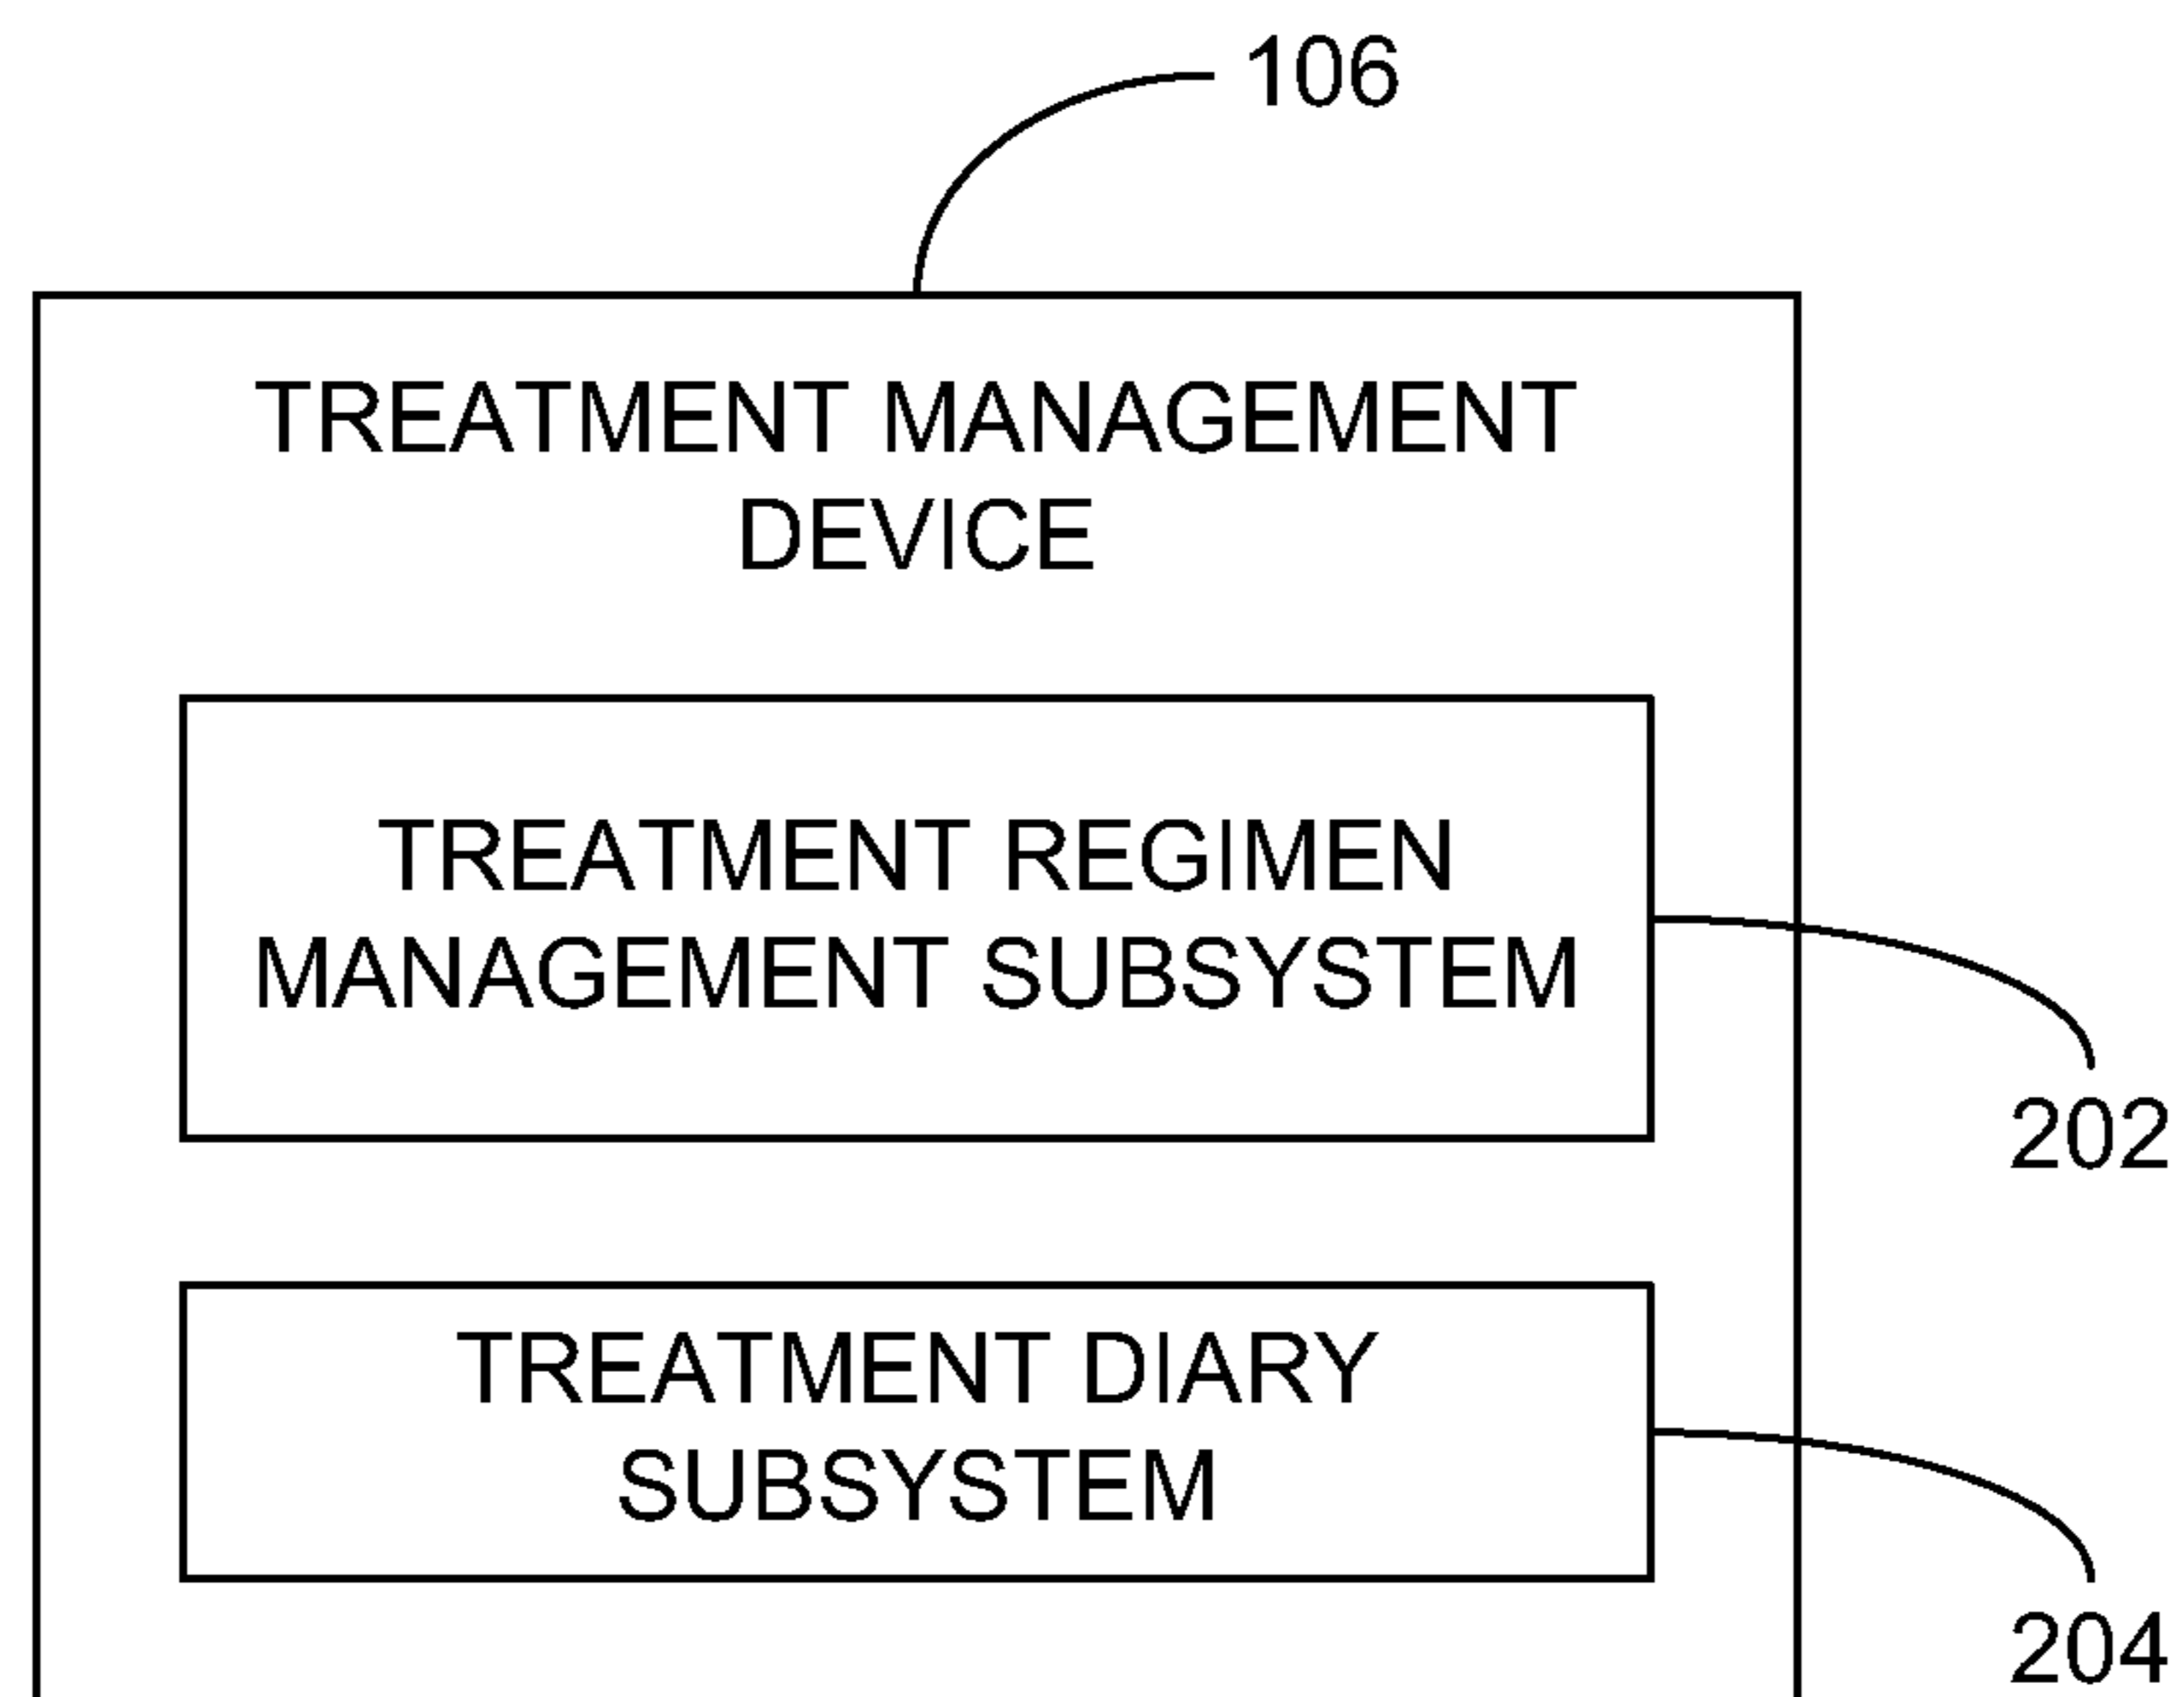 106
TREATMENT MANAGEMENT
DEVICE
TREATMENT REGIMEN
MANAGEMENT SUBSYSTEM
202
TREATMENT DIARY
SUBSYSTEM
204